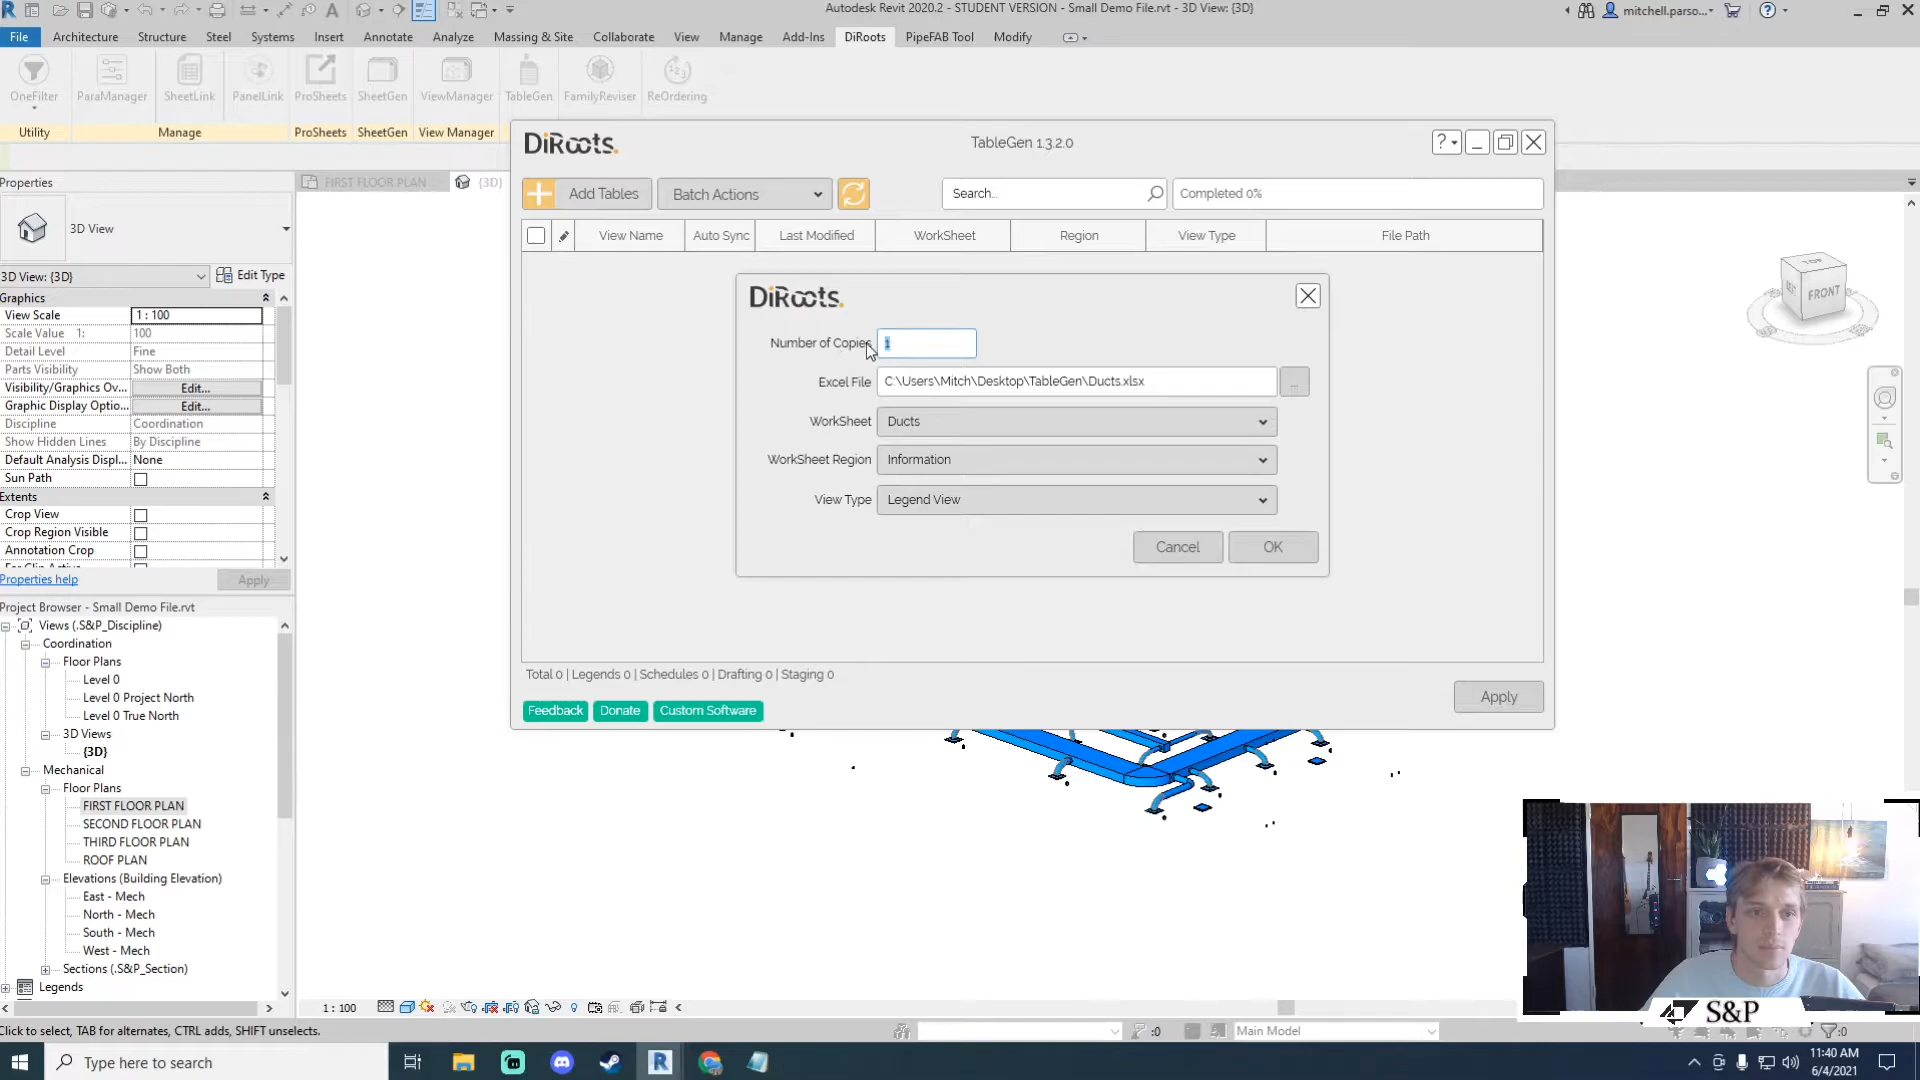 Autodesk Revit 2020.2 - STUDENT VERSION - Small Demo File.rvt - 3D View: {3D}
mitchell.parso...
File Architecture Structure Steel Systems Insert Annotate Analyze Massing & Site Collaborate View Manage Add-Ins DiRoots PipeFAB Tool Modify
OneFilter ParaManager SheetLink PanelLink ProSheets SheetGen ViewManager TableGen FamilyReviser ReOrdering
Utility Manage ProSheets SheetGen View Manager
DiRoots.
TableGen 1.3.2.0
Properties
FIRST FLOOR PLAN
{3D}
3D View
3D View: {3D}
Edit Type
Graphics
View Scale 1 : 100
Scale Value 1: 100
Detail Level Fine
Parts Visibility Show Both
Visibility/Graphics Ov... Edit...
Graphic Display Optio... Edit...
Discipline Coordination
Show Hidden Lines By Discipline
Default Analysis Displ... None
Sun Path
Extents
Crop View
Crop Region Visible
Annotation Crop
Properties help
Apply
Add Tables
Batch Actions
Search...
Completed 0%
View Name Auto Sync Last Modified WorkSheet Region View Type File Path
DiRoots.
Number of Copies 1
Excel File C:\Users\Mitch\Desktop\TableGen\Ducts.xlsx ...
WorkSheet Ducts
WorkSheet Region Information
View Type Legend View
Cancel OK
Total 0 | Legends 0 | Schedules 0 | Drafting 0 | Staging 0
Feedback Donate Custom Software
Apply
TOP
FRONT
Project Browser - Small Demo File.rvt
Views (.S&P_Discipline)
Coordination
Floor Plans
Level 0
Level 0 Project North
Level 0 True North
3D Views
{3D}
Mechanical
Floor Plans
FIRST FLOOR PLAN
SECOND FLOOR PLAN
THIRD FLOOR PLAN
ROOF PLAN
Elevations (Building Elevation)
East - Mech
North - Mech
South - Mech
West - Mech
Sections (.S&P_Section)
Legends
1 : 100
S&P
Click to select, TAB for alternates, CTRL adds, SHIFT unselects.
:0
Main Model
:0
Type here to search
11:40 AM
6/4/2021